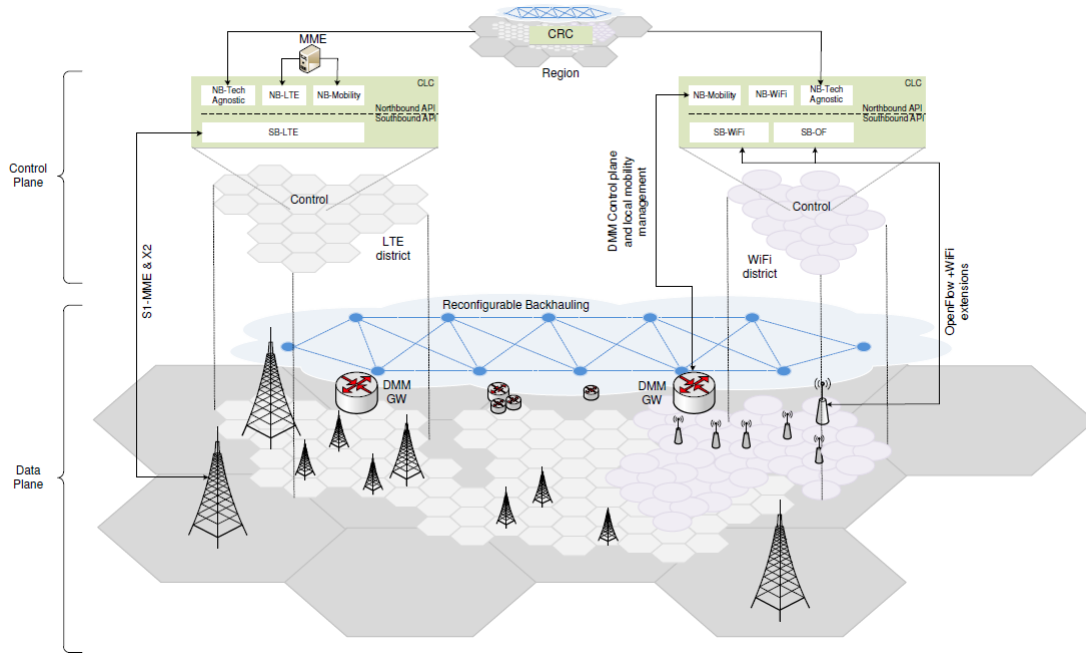 MME
CRC
Region
CLC
NB-Tech
Agnostic
NB-LTE
NB-Mobility
Northbound API
Southbound API
SB-LTE
CLC
NB-Mobility
NB-WiFi
NB-Tech
Agnostic
Northbound API
Southbound API
SB-WiFi
SB-OF
Control
Plane
Control
LTE
district
S1-MME & X2
DMM Control plane
and local mobility
management
Control
WiFi
district
OpenFlow +WiFi
extensions
Reconfigurable Backhauling
DMM
GW
DMM
GW
Data
Plane